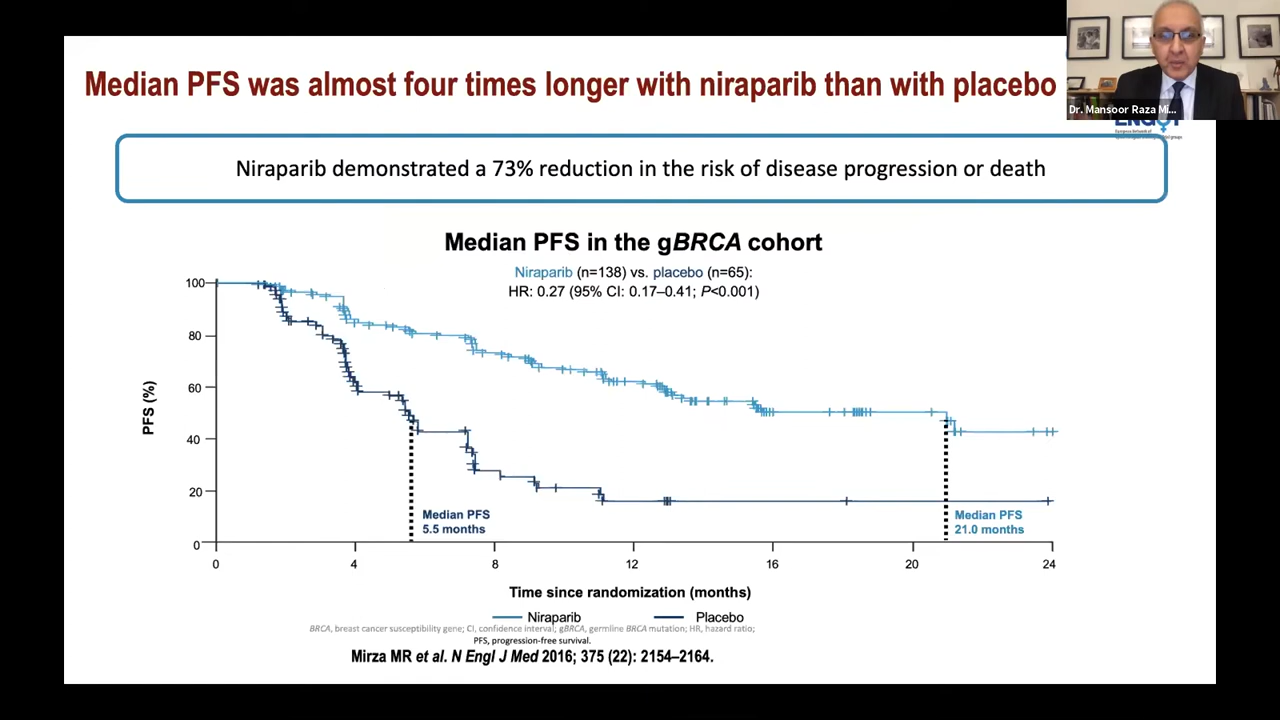 Median PFS was almost four times longer with niraparib than with placebo
Dr. Mansoor Raza Mi...
Niraparib demonstrated a 73% reduction in the risk of disease progression or death
Median PFS in the gBRCA cohort
Niraparib (n=138) vs. placebo (n=65):
HR: 0.27 (95% CI: 0.17–0.41; P<0.001)
PFS (%)
100
80
60
40
20
0
Median PFS
5.5 months
Median PFS
21.0 months
0 4 8 12 16 20 24
Time since randomization (months)
Niraparib Placebo
BRCA, breast cancer susceptibility gene; CI, confidence interval; gBRCA, germline BRCA mutation; HR, hazard ratio;
PFS, progression-free survival.
Mirza MR et al. N Engl J Med 2016; 375 (22): 2154–2164.